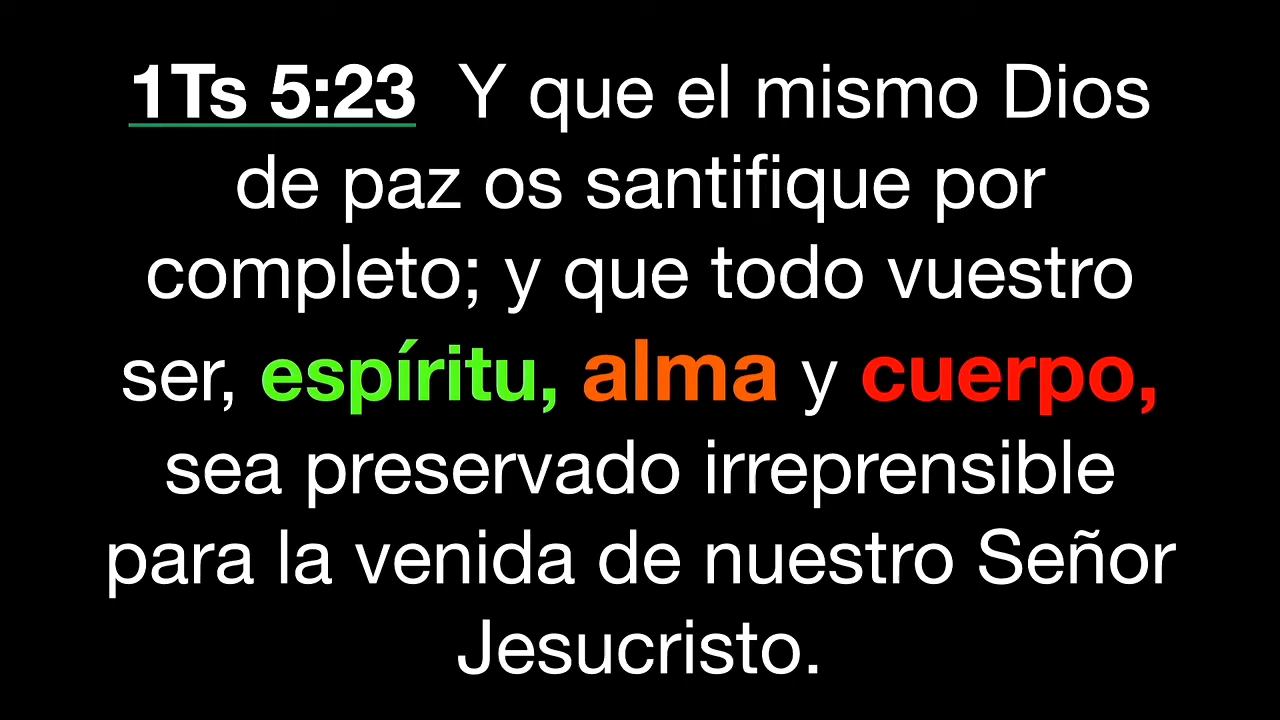 1Ts 5:23 Y que el mismo Dios
de paz os santifique por
completo; y que todo vuestro
ser, espíritu, alma y cuerpo,
sea preservado irreprensible
para la venida de nuestro Señor
Jesucristo.